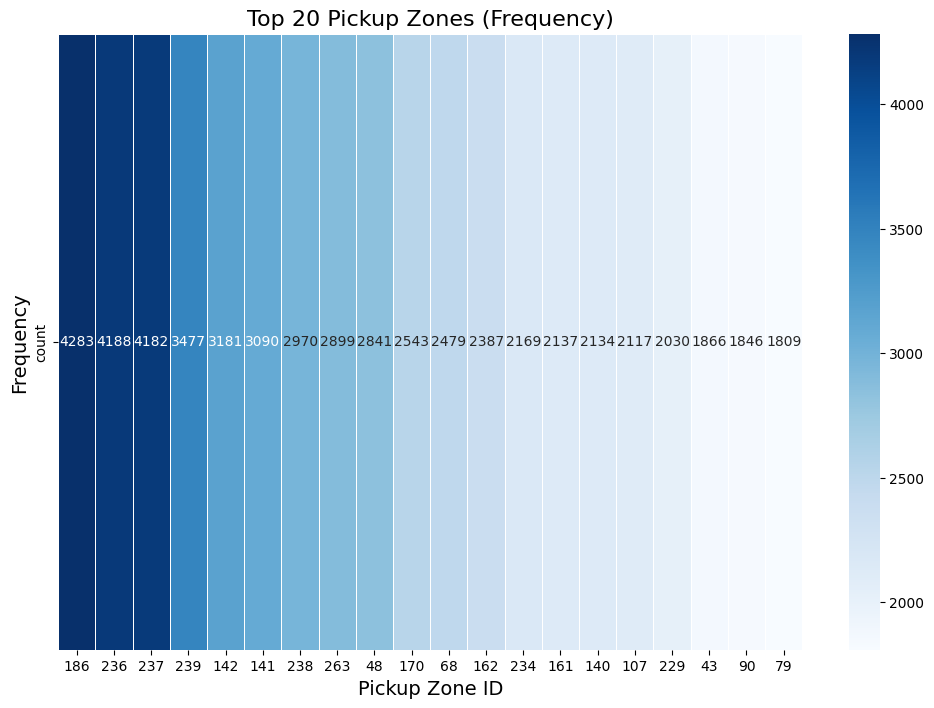 Top 20 Pickup Zones (Frequency)
Frequency
count
4283 4188 4182 3477 3181 3090 2970 2899 2841 2543 2479 2387 2169 2137 2134 2117 2030 1866 1846 1809
186 236 237 239 142 141 238 263 48 170 68 162 234 161 140 107 229 43 90 79
Pickup Zone ID
4000
3500
3000
2500
2000